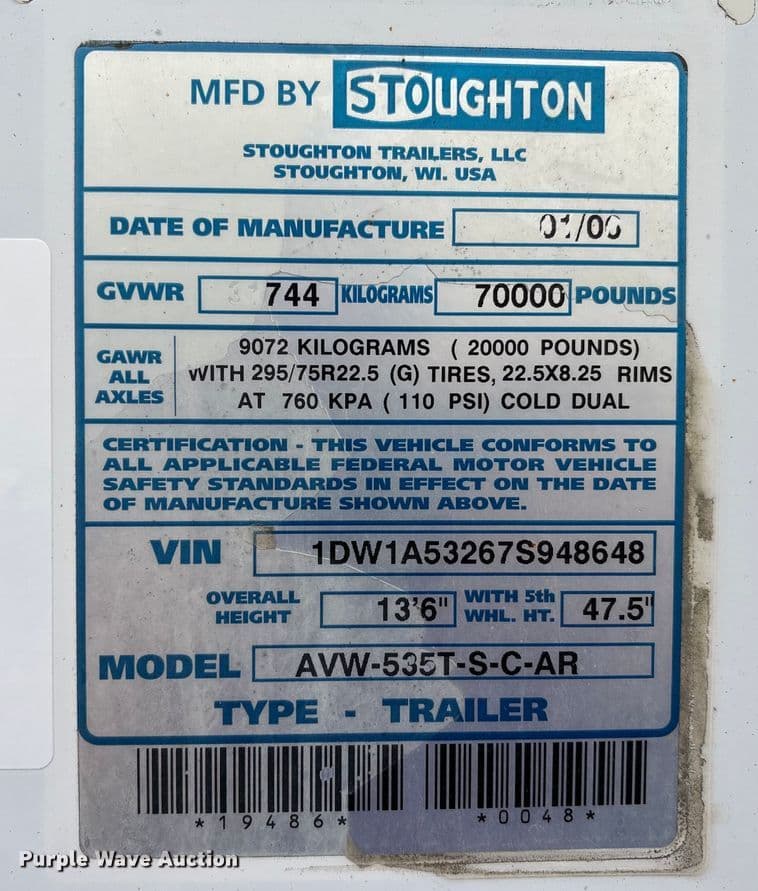 MFD BY STOUGHTON
STOUGHTON TRAILERS, LLC
STOUGHTON, WI. USA
DATE OF MANUFACTURE
GVWR 744 KILOGRAMS 70000 POUNDS
GAWR ALL AXLES
9072 KILOGRAMS ( 20000 POUNDS)
WITH 295/75R22.5 (G) TIRES, 22.5X8.25 RIMS
AT 760 KPA ( 110 PSI) COLD DUAL
CERTIFICATION - THIS VEHICLE CONFORMS TO
ALL APPLICABLE FEDERAL MOTOR VEHICLE
SAFETY STANDARDS IN EFFECT ON THE DATE
OF MANUFACTURE SHOWN ABOVE.
VIN 1DW1A53267S948648
OVERALL HEIGHT 13'6" WITH 5th WHL. HT. 47.5"
MODEL AVW-535T-S-C-AR
TYPE - TRAILER
*19486* *0048*
Purple Wave Auction